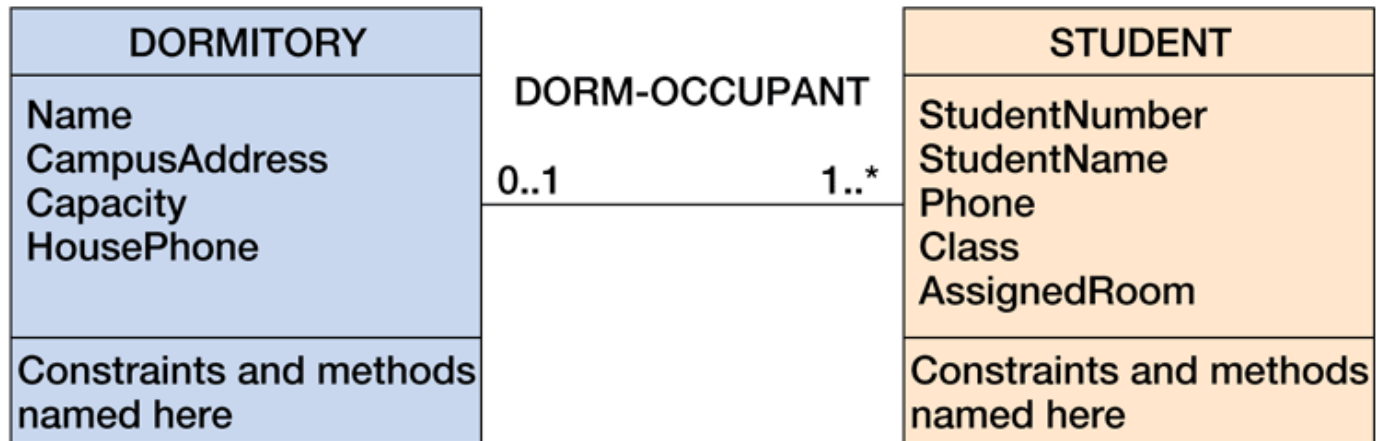 DORMITORY
Name
CampusAddress
Capacity
HousePhone
Constraints and methods
named here
DORM-OCCUPANT
0..1
1..*
STUDENT
StudentNumber
StudentName
Phone
Class
AssignedRoom
Constraints and methods
named here